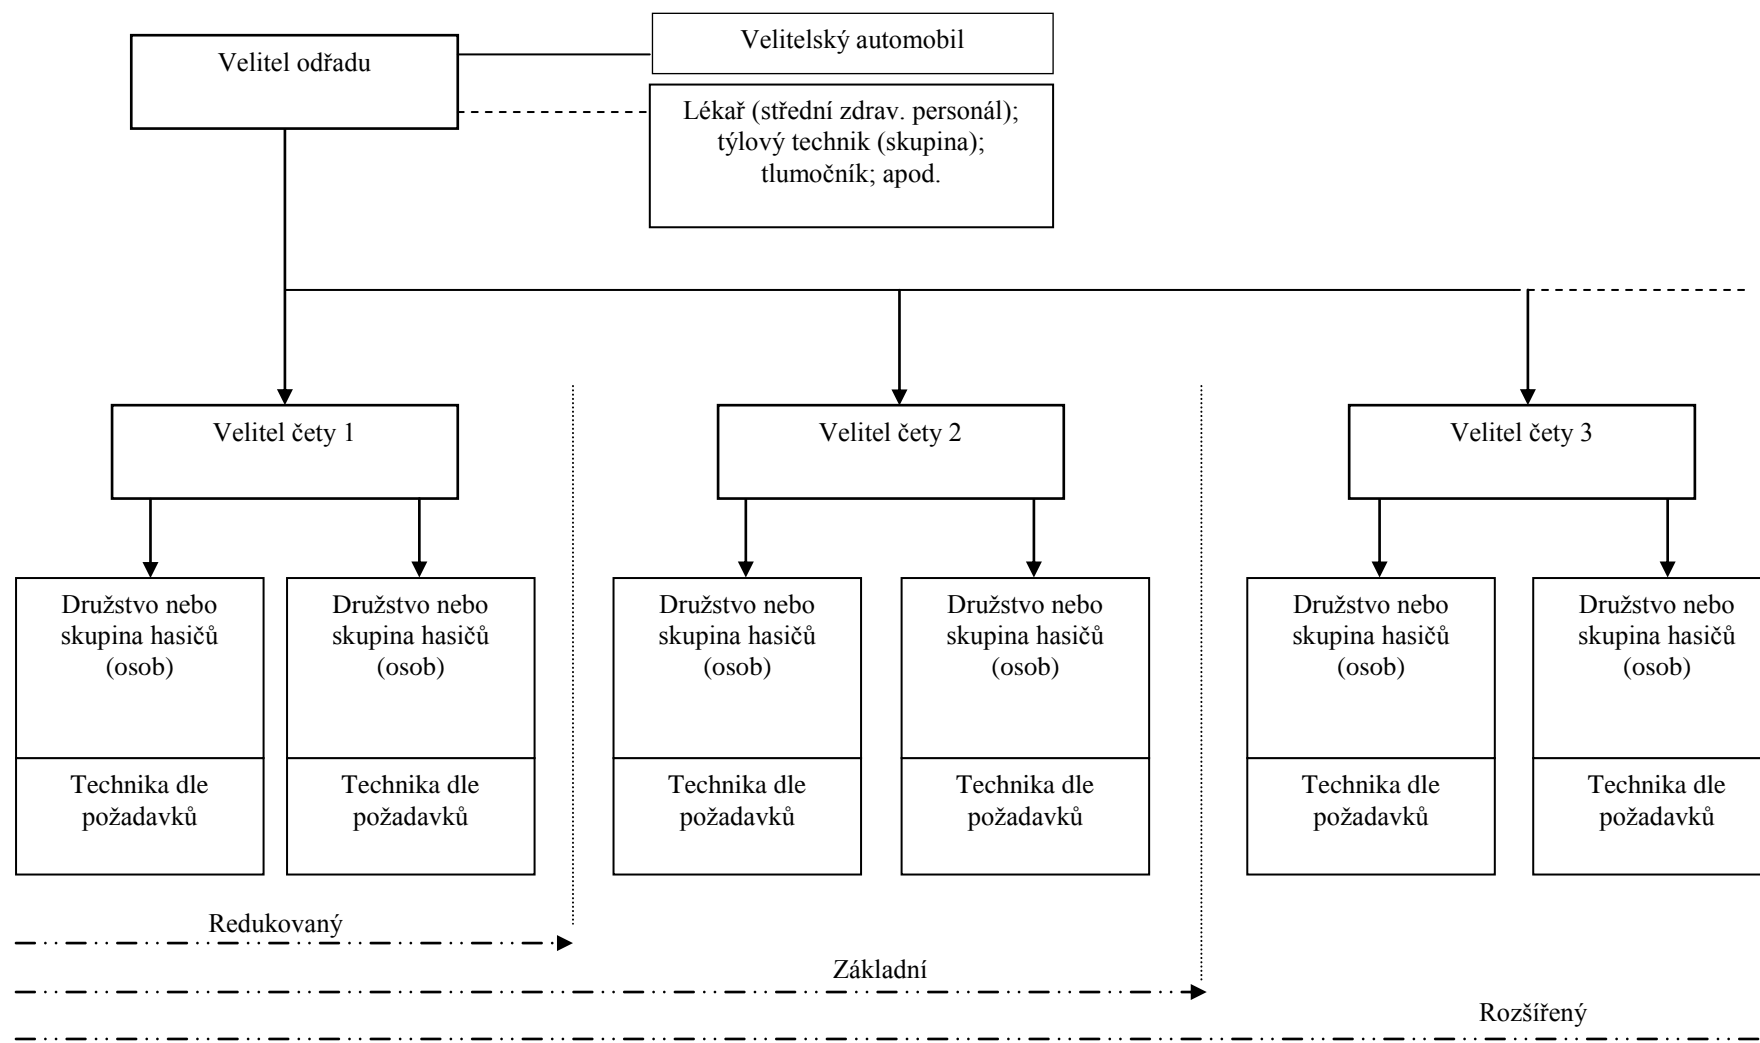 Velitel odřadu
Velitelský automobil
Lékař (střední zdrav. personál);
týlový technik (skupina);
tlumočník; apod.
Velitel čety 1
Velitel čety 2
Velitel čety 3
Družstvo nebo
skupina hasičů
(osob)
Technika dle
požadavků
Družstvo nebo
skupina hasičů
(osob)
Technika dle
požadavků
Družstvo nebo
skupina hasičů
(osob)
Technika dle
požadavků
Družstvo nebo
skupina hasičů
(osob)
Technika dle
požadavků
Družstvo nebo
skupina hasičů
(osob)
Technika dle
požadavků
Družstvo nebo
skupina hasičů
(osob)
Technika dle
požadavků
Redukovaný
Základní
Rozšířený